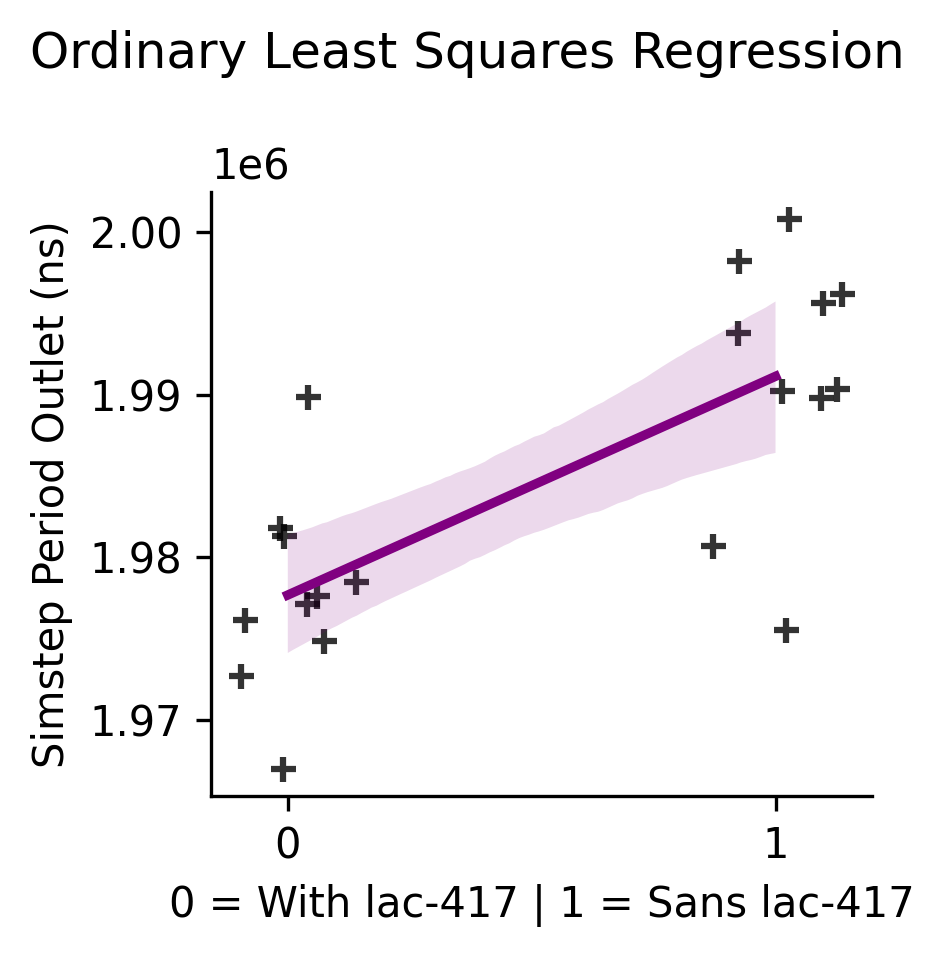 Ordinary Least Squares Regression
1e6
Simstep Period Outlet (ns)
2.00
1.99
1.98
1.97
0
1
0 = With lac-417 | 1 = Sans lac-417